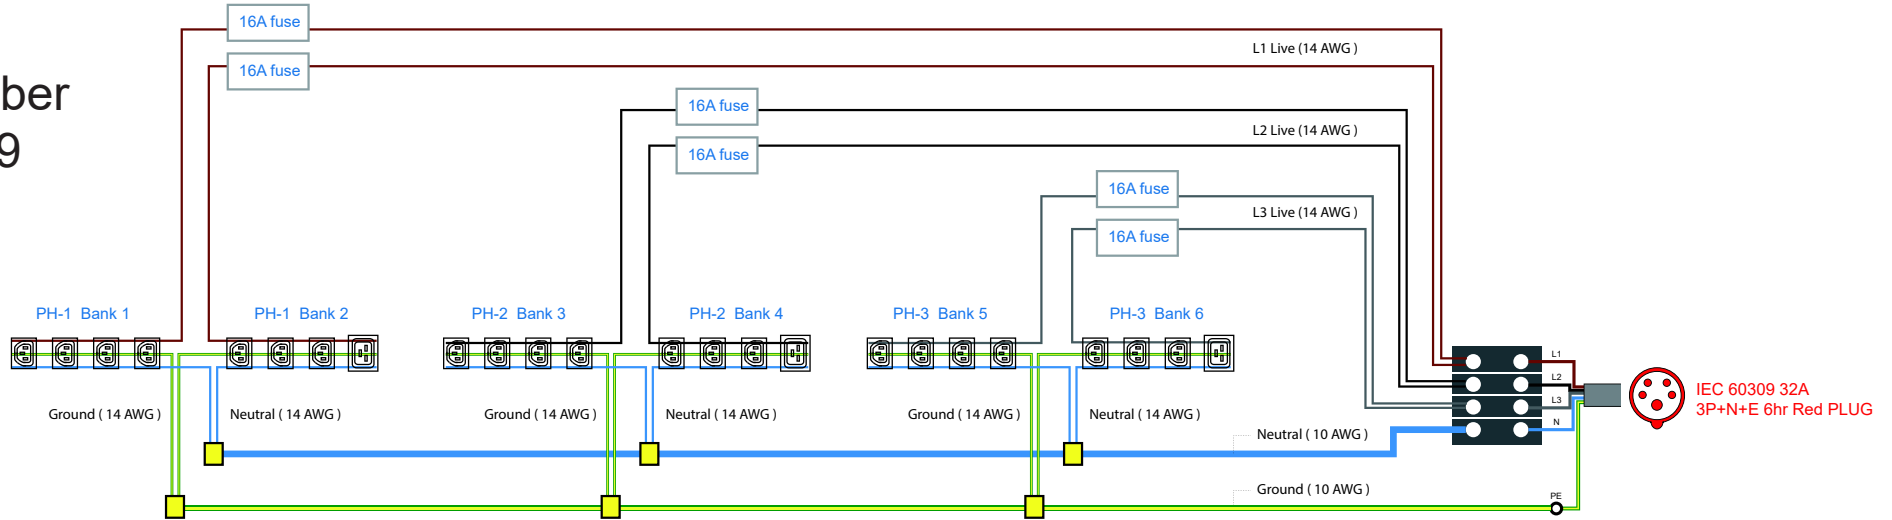 16A fuse
16A fuse
L1 Live (14 AWG )
ber
9
16A fuse
16A fuse
L2 Live (14 AWG )
16A fuse
16A fuse
L3 Live (14 AWG )
PH-1 Bank 1
PH-1 Bank 2
PH-2 Bank 3
PH-2 Bank 4
PH-3 Bank 5
PH-3 Bank 6
L1
L2
L3
N
IEC 60309 32A
3P+N+E 6hr Red PLUG
Ground ( 14 AWG )
Neutral ( 14 AWG )
Ground ( 14 AWG )
Neutral ( 14 AWG )
Ground ( 14 AWG )
Neutral ( 14 AWG )
Neutral ( 10 AWG )
Ground ( 10 AWG )
PE